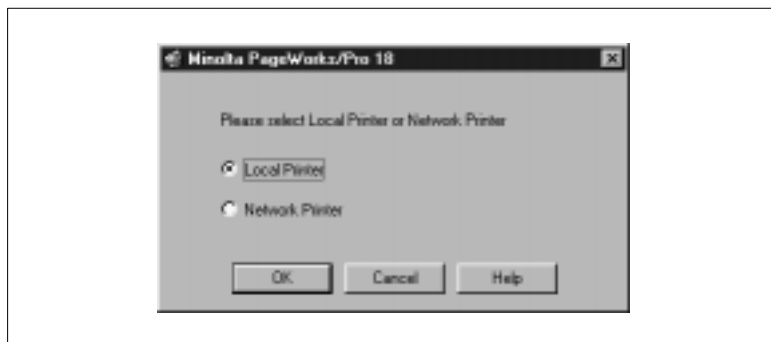 Minolta PageWorks/Pro 18
Please select Local Printer or Network Printer
Local Printer
Network Printer
OK Cancel Help